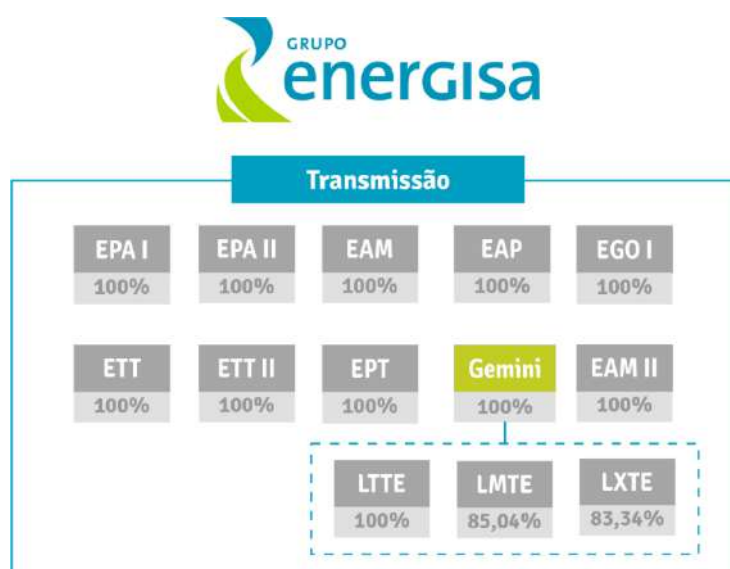 GRUPO
energisa
Transmissão
EPA I EPA II EAM EAP EGO I
100% 100% 100% 100% 100%
ETT ETT II EPT Gemini EAM II
100% 100% 100% 100% 100%
LTTE LMTE LXTE
100% 85,04% 83,34%